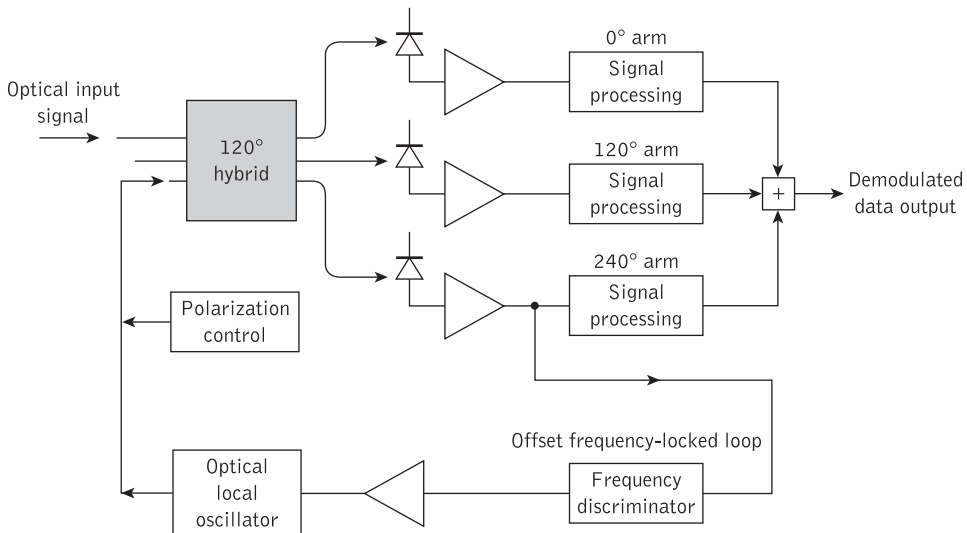 Optical input
signal
120°
hybrid
0° arm
Signal
processing
120° arm
Signal
processing
240° arm
Signal
processing
+
Demodulated
data output
Polarization
control
Offset frequency-locked loop
Optical
local
oscillator
Frequency
discriminator